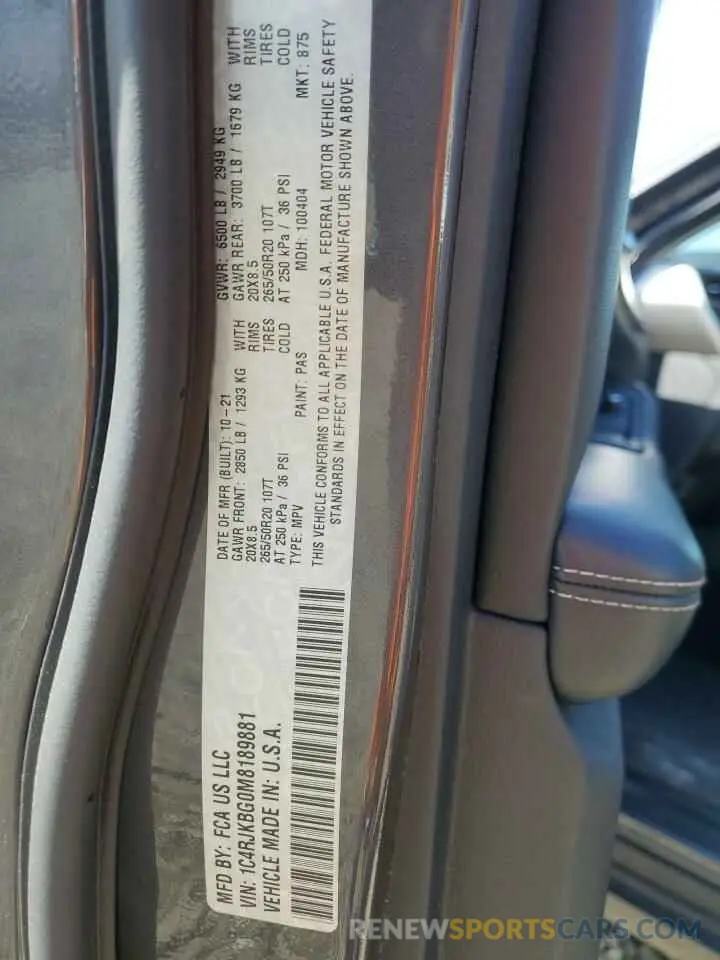 MFD BY: FCA US LLC
VIN: 1C4RJKBG0M8189881
VEHICLE MADE IN: U.S.A.
DATE OF MFR (BUILT): 10-21 GVWR: 6500 LB / 2949 KG
GAWR FRONT: 2850 LB / 1293 KG WITH GAWR REAR: 3700 LB / 1679 KG WITH
20X8.5 RIMS 20X8.5 RIMS
265/50R20 107T TIRES 265/50R20 107T TIRES
AT 250 kPa / 36 PSI COLD AT 250 kPa / 36 PSI COLD
TYPE: MPV PAINT: PAS MDH: 100404 MKT: 875
THIS VEHICLE CONFORMS TO ALL APPLICABLE U.S.A. FEDERAL MOTOR VEHICLE SAFETY
STANDARDS IN EFFECT ON THE DATE OF MANUFACTURE SHOWN ABOVE.
RENEWSPORTSCARS.COM